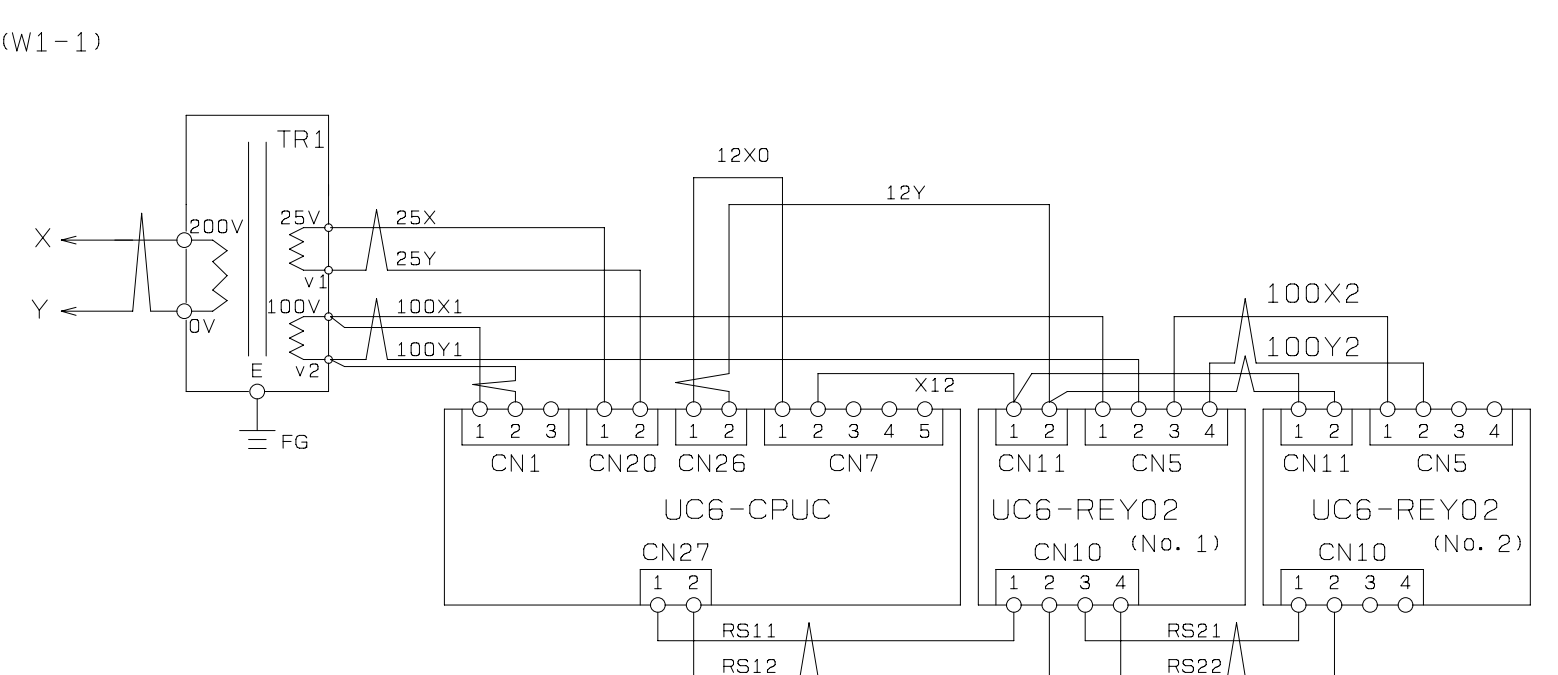 (W1-1)
TR1
12X0
12Y
X
200V
25V
25X
25Y
v1
Y
0V
100V
100X1
100Y1
v2
E
FG
100X2
100Y2
X12
1 2 3
1 2
1 2
1 2 3 4 5
1 2
1 2 3 4
1 2
1 2 3 4
CN1
CN20
CN26
CN7
CN11
CN5
CN11
CN5
UC6-CPUC
UC6-REY02
(No. 1)
UC6-REY02
(No. 2)
CN27
CN10
CN10
1 2
1 2 3 4
1 2 3 4
RS11
RS21
RS12
RS22